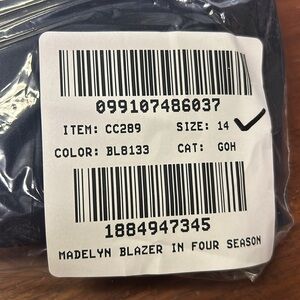 099107486037
ITEM: CC289 SIZE: 14
COLOR: BL8133 CAT: GOH
1884947345
MADELYN BLAZER IN FOUR SEASON